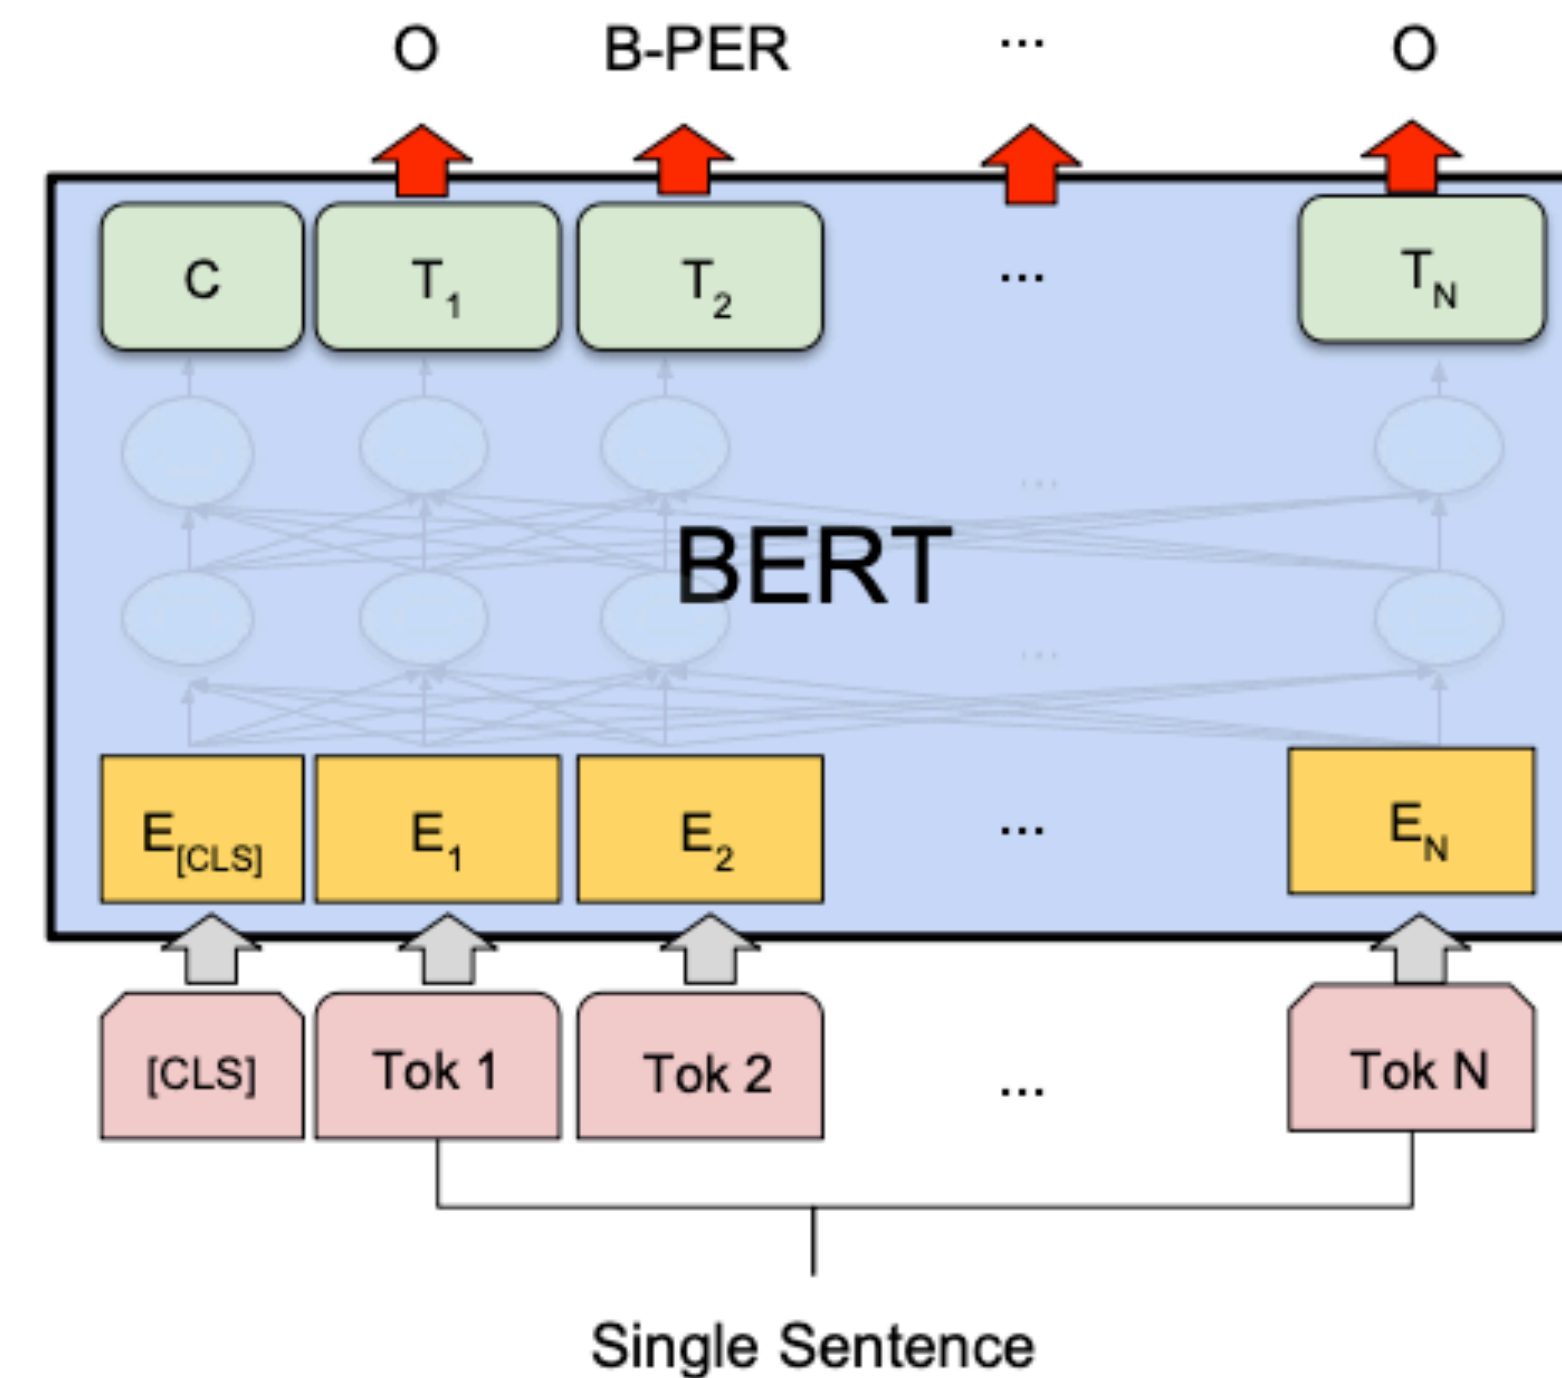 O B-PER ... O
C T1 T2 ... TN
...
BERT
...
E[CLS] E1 E2 ... EN
[CLS] Tok 1 Tok 2 ... Tok N
Single Sentence